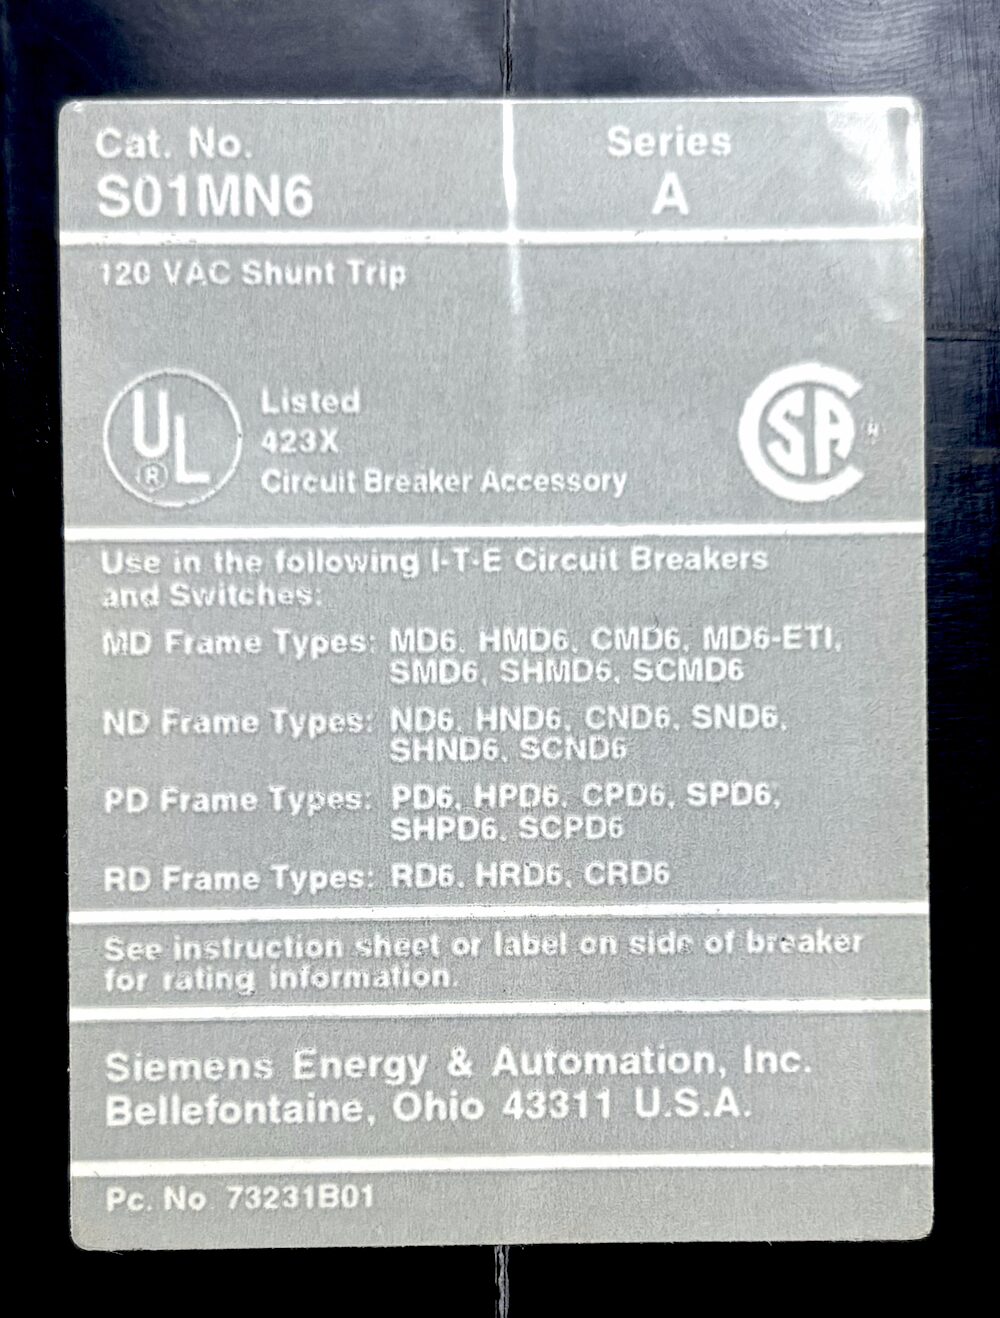 Cat. No.
S01MN6
Series
A
120 VAC Shunt Trip
UL
®
Listed
423X
Circuit Breaker Accessory
CSA
Use in the following I-T-E Circuit Breakers
and Switches:
MD Frame Types: MD6, HMD6, CMD6, MD6-ETI,
SMD6, SHMD6, SCMD6
ND Frame Types: ND6, HND6, CND6, SND6,
SHND6, SCND6
PD Frame Types: PD6, HPD6, CPD6, SPD6,
SHPD6, SCPD6
RD Frame Types: RD6, HRD6, CRD6
See instruction sheet or label on side of breaker
for rating information.
Siemens Energy & Automation, Inc.
Bellefontaine, Ohio 43311 U.S.A.
Pc. No. 73231B01